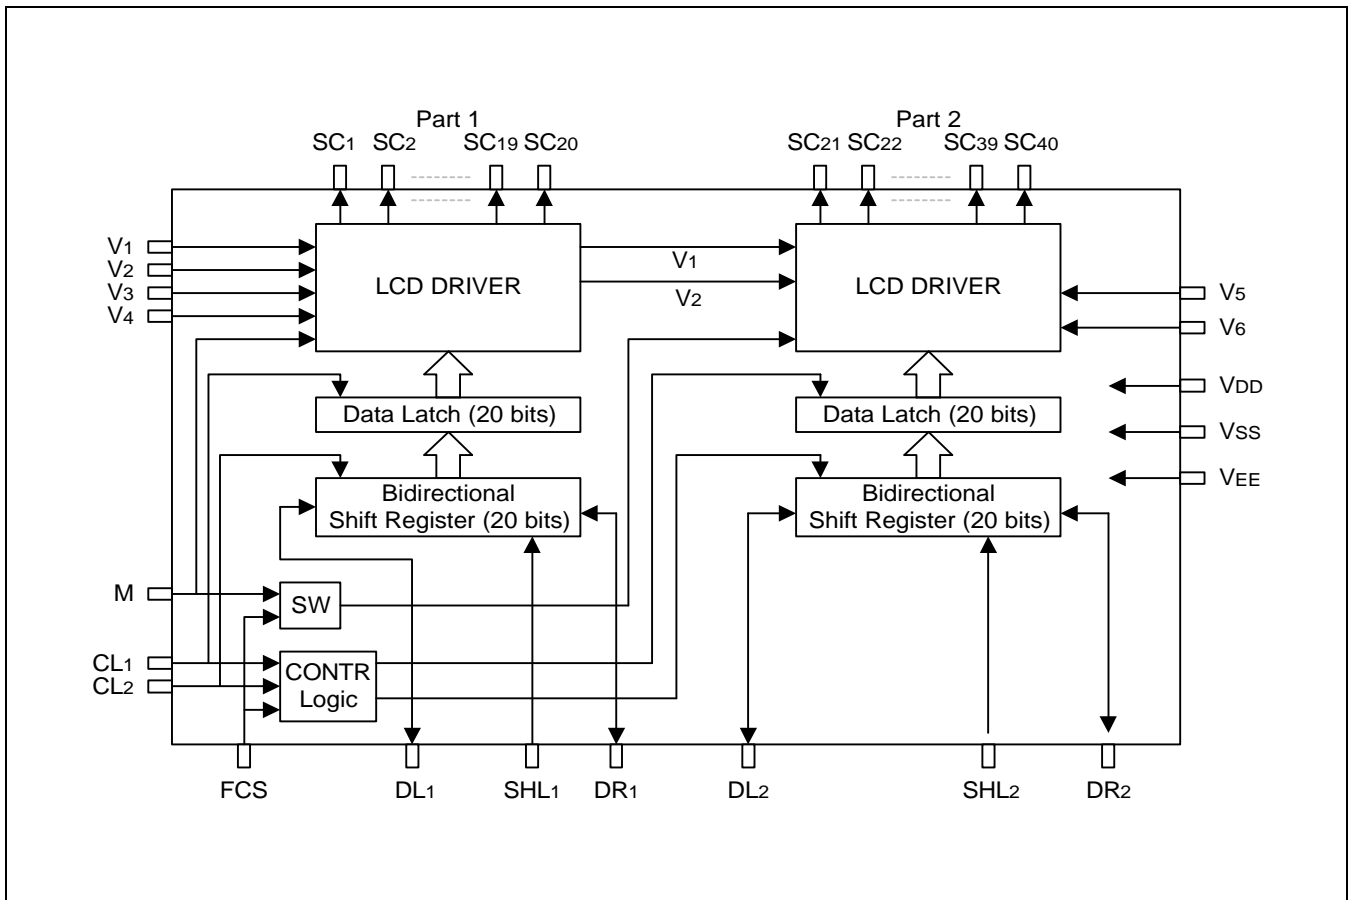 Part 1
Part 2
SC1 SC2 SC19 SC20
SC21 SC22 SC39 SC40
V1
V2
V3
V4
LCD DRIVER
V1
V2
LCD DRIVER
V5
V6
VDD
VSS
VEE
Data Latch (20 bits)
Data Latch (20 bits)
Bidirectional
Shift Register (20 bits)
Bidirectional
Shift Register (20 bits)
M
SW
CL1
CL2
CONTR
Logic
FCS
DL1
SHL1
DR1
DL2
SHL2
DR2